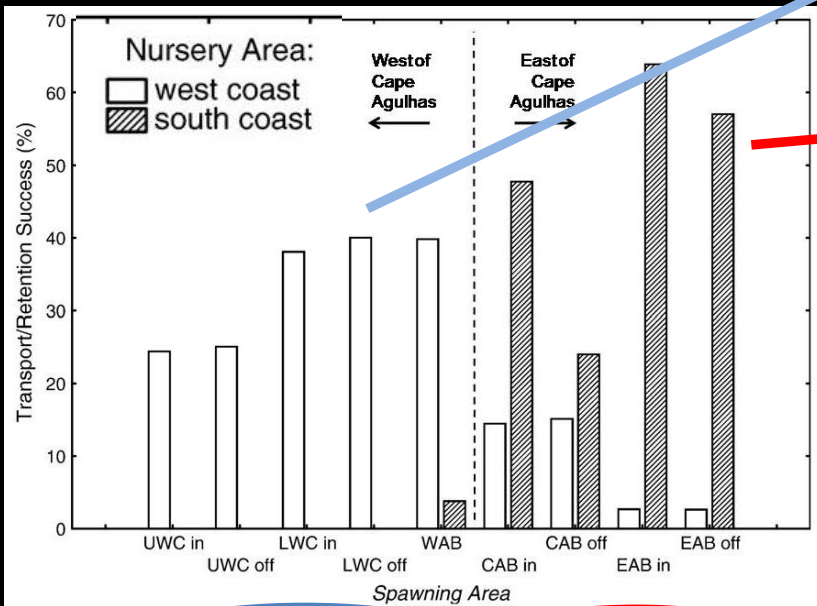 70
60
50
40
30
20
10
0
Transport/Retention Success (%)
Nursery Area:
west coast
south coast
West of
Cape
Agulhas
East of
Cape
Agulhas
UWC in
UWC off
LWC in
LWC off
WAB
CAB in
CAB off
EAB in
EAB off
Spawning Area